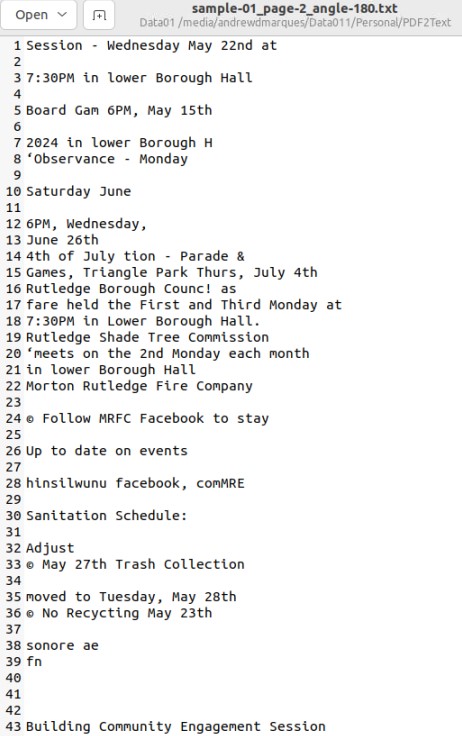 Open
sample-01_page-2_angle-180.txt
Data01 /media/andrewdmarques/Data011/Personal/PDF2Text
1 Session - Wednesday May 22nd at
2
3 7:30PM in lower Borough Hall
4
5 Board Gam 6PM, May 15th
6
7 2024 in lower Borough H
8 ‘Observance - Monday
9
10 Saturday June
11
12 6PM, Wednesday,
13 June 26th
14 4th of July tion - Parade &
15 Games, Triangle Park Thurs, July 4th
16 Rutledge Borough Counc! as
17 fare held the First and Third Monday at
18 7:30PM in Lower Borough Hall.
19 Rutledge Shade Tree Commission
20 ‘meets on the 2nd Monday each month
21 in lower Borough Hall
22 Morton Rutledge Fire Company
23
24 © Follow MRFC Facebook to stay
25
26 Up to date on events
27
28 hinsilwunu facebook, comMRE
29
30 Sanitation Schedule:
31
32 Adjust
33 © May 27th Trash Collection
34
35 moved to Tuesday, May 28th
36 © No Recycling May 23th
37
38 sonore ae
39 fn
40
41
42
43 Building Community Engagement Session